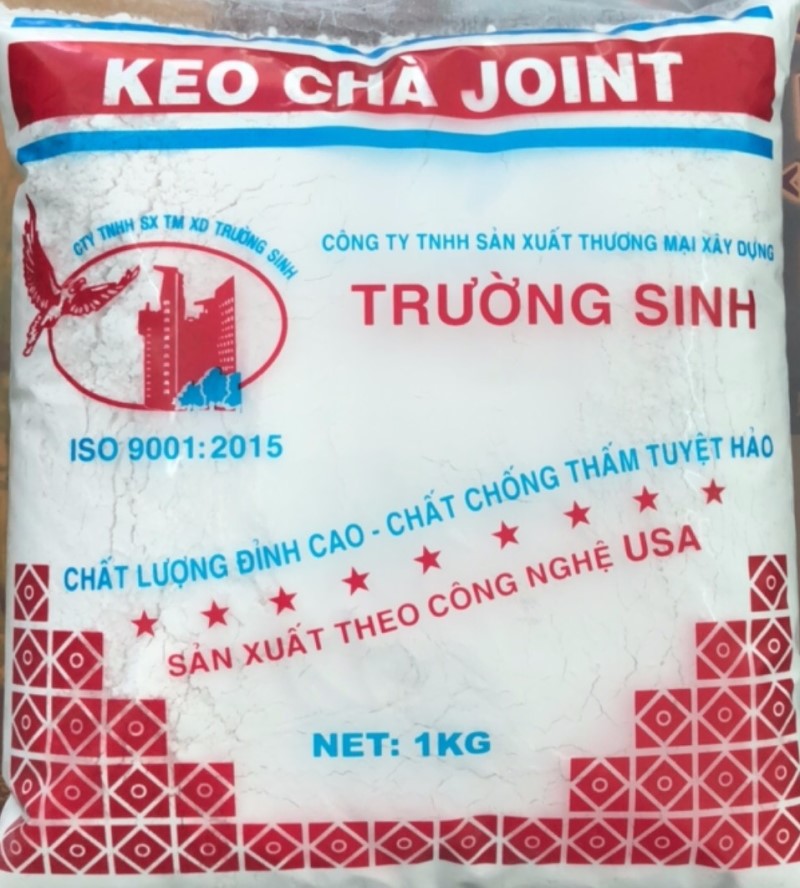 KEO CHÀ JOINT
CTY TNHH SX TM XD TRƯỜNG SINH
CÔNG TY TNHH SẢN XUẤT THƯƠNG MẠI XÂY DỰNG
TRƯỜNG SINH
ISO 9001:2015
CHẤT LƯỢNG ĐỈNH CAO - CHẤT CHỐNG THẤM TUYỆT HẢO
SẢN XUẤT THEO CÔNG NGHỆ USA
NET: 1KG